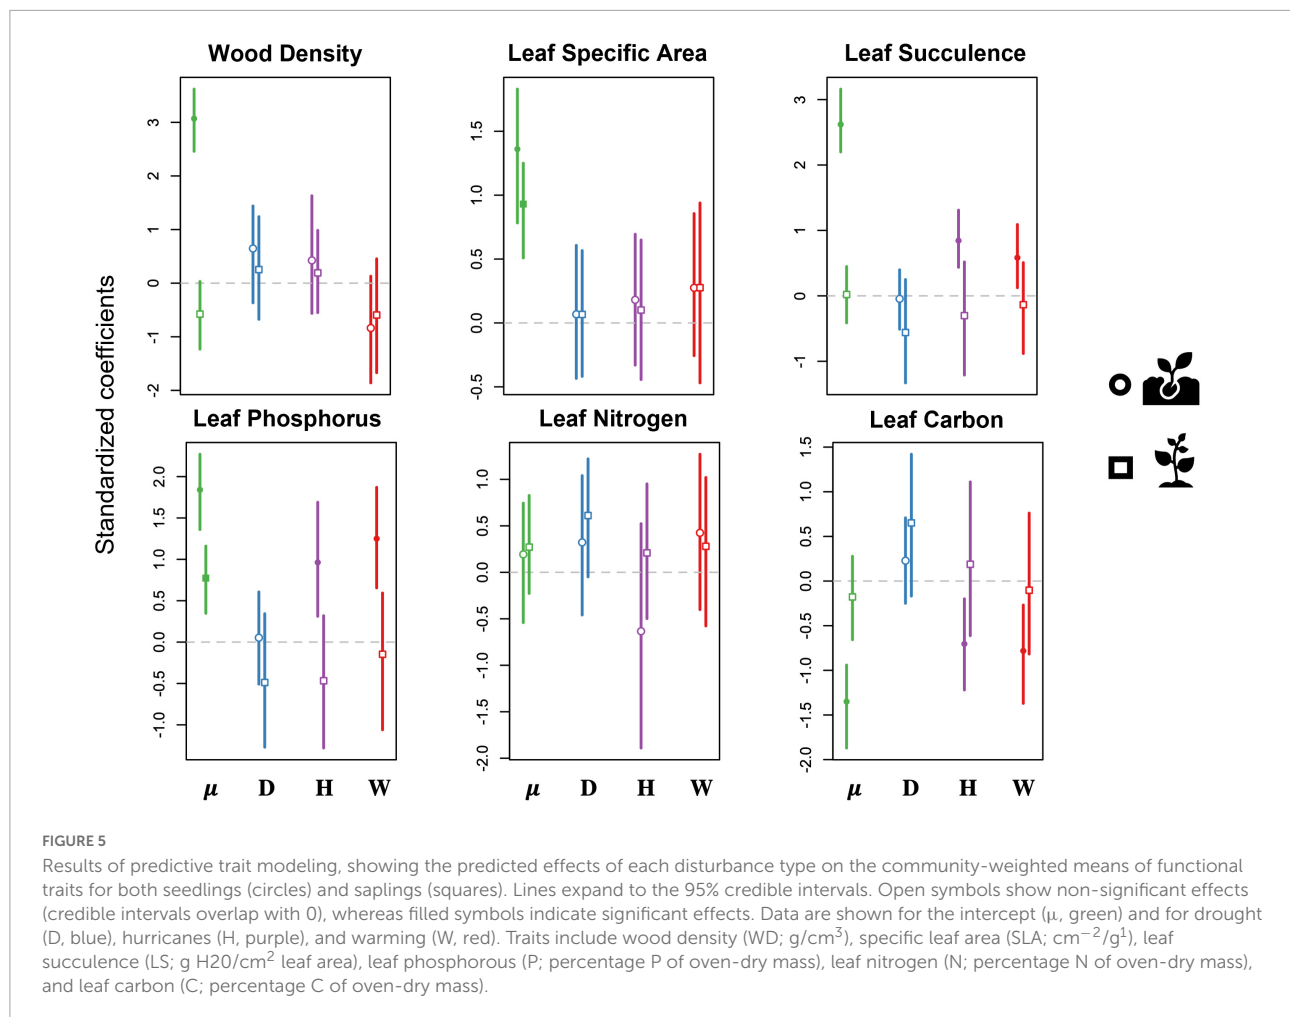 Wood Density
Leaf Specific Area
Leaf Succulence
3
2
1
0
-1
-2
1.5
1.0
0.5
0.0
-0.5
3
2
1
0
-1
Standardized coefficients
Leaf Phosphorus
Leaf Nitrogen
Leaf Carbon
2.0
1.5
1.0
0.5
0.0
-0.5
-1.0
1.0
0.5
0.0
-0.5
-1.0
-1.5
-2.0
1.5
1.0
0.5
0.0
-0.5
-1.0
-1.5
-2.0
μ D H W
μ D H W
μ D H W
FIGURE 5
Results of predictive trait modeling, showing the predicted effects of each disturbance type on the community-weighted means of functional
traits for both seedlings (circles) and saplings (squares). Lines expand to the 95% credible intervals. Open symbols show non-significant effects
(credible intervals overlap with 0), whereas filled symbols indicate significant effects. Data are shown for the intercept (μ, green) and for drought
(D, blue), hurricanes (H, purple), and warming (W, red). Traits include wood density (WD; g/cm³), specific leaf area (SLA; cm⁻²/g¹), leaf
succulence (LS; g H20/cm² leaf area), leaf phosphorous (P; percentage P of oven-dry mass), leaf nitrogen (N; percentage N of oven-dry mass),
and leaf carbon (C; percentage C of oven-dry mass).